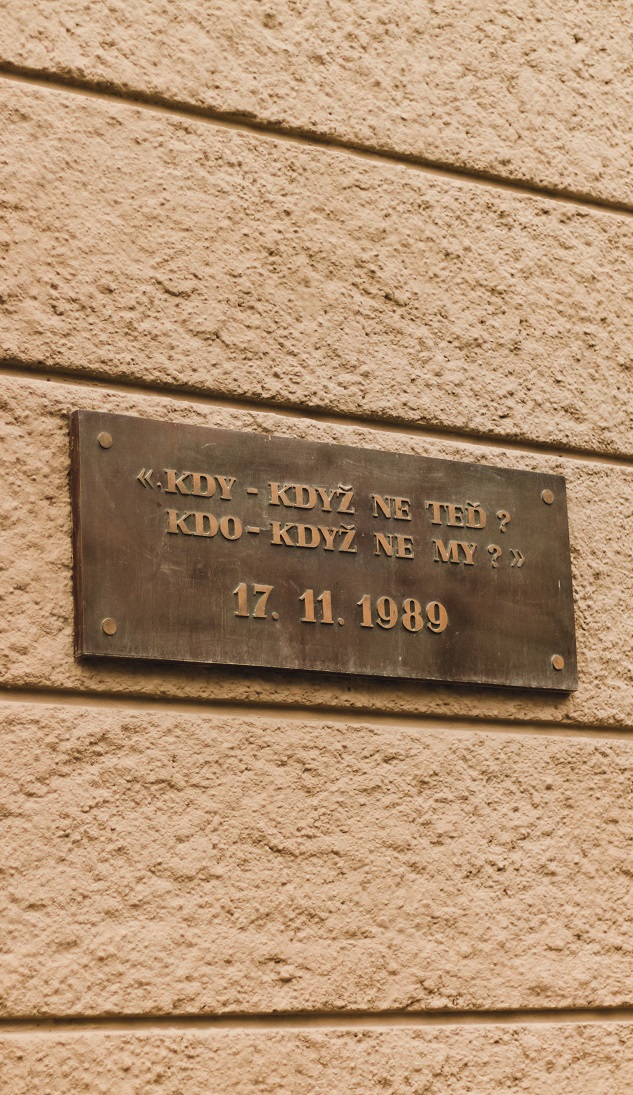 «KDY - KDYŽ NE TEĎ?
KDO - KDYŽ NE MY?»
17. 11. 1989